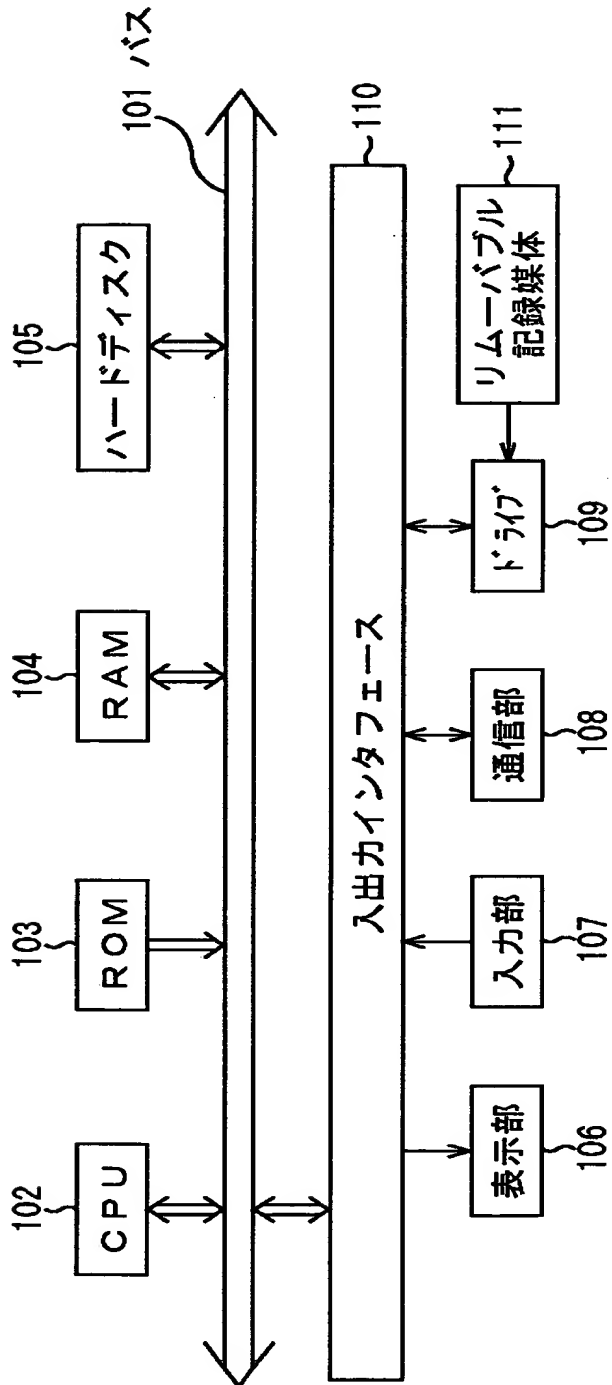 101 バス
102
CPU
103
ROM
104
RAM
105
ハードディスク
110
入出力インタフェース
表示部
106
入力部
107
通信部
108
ドライブ
109
リムーバブル
記録媒体
111